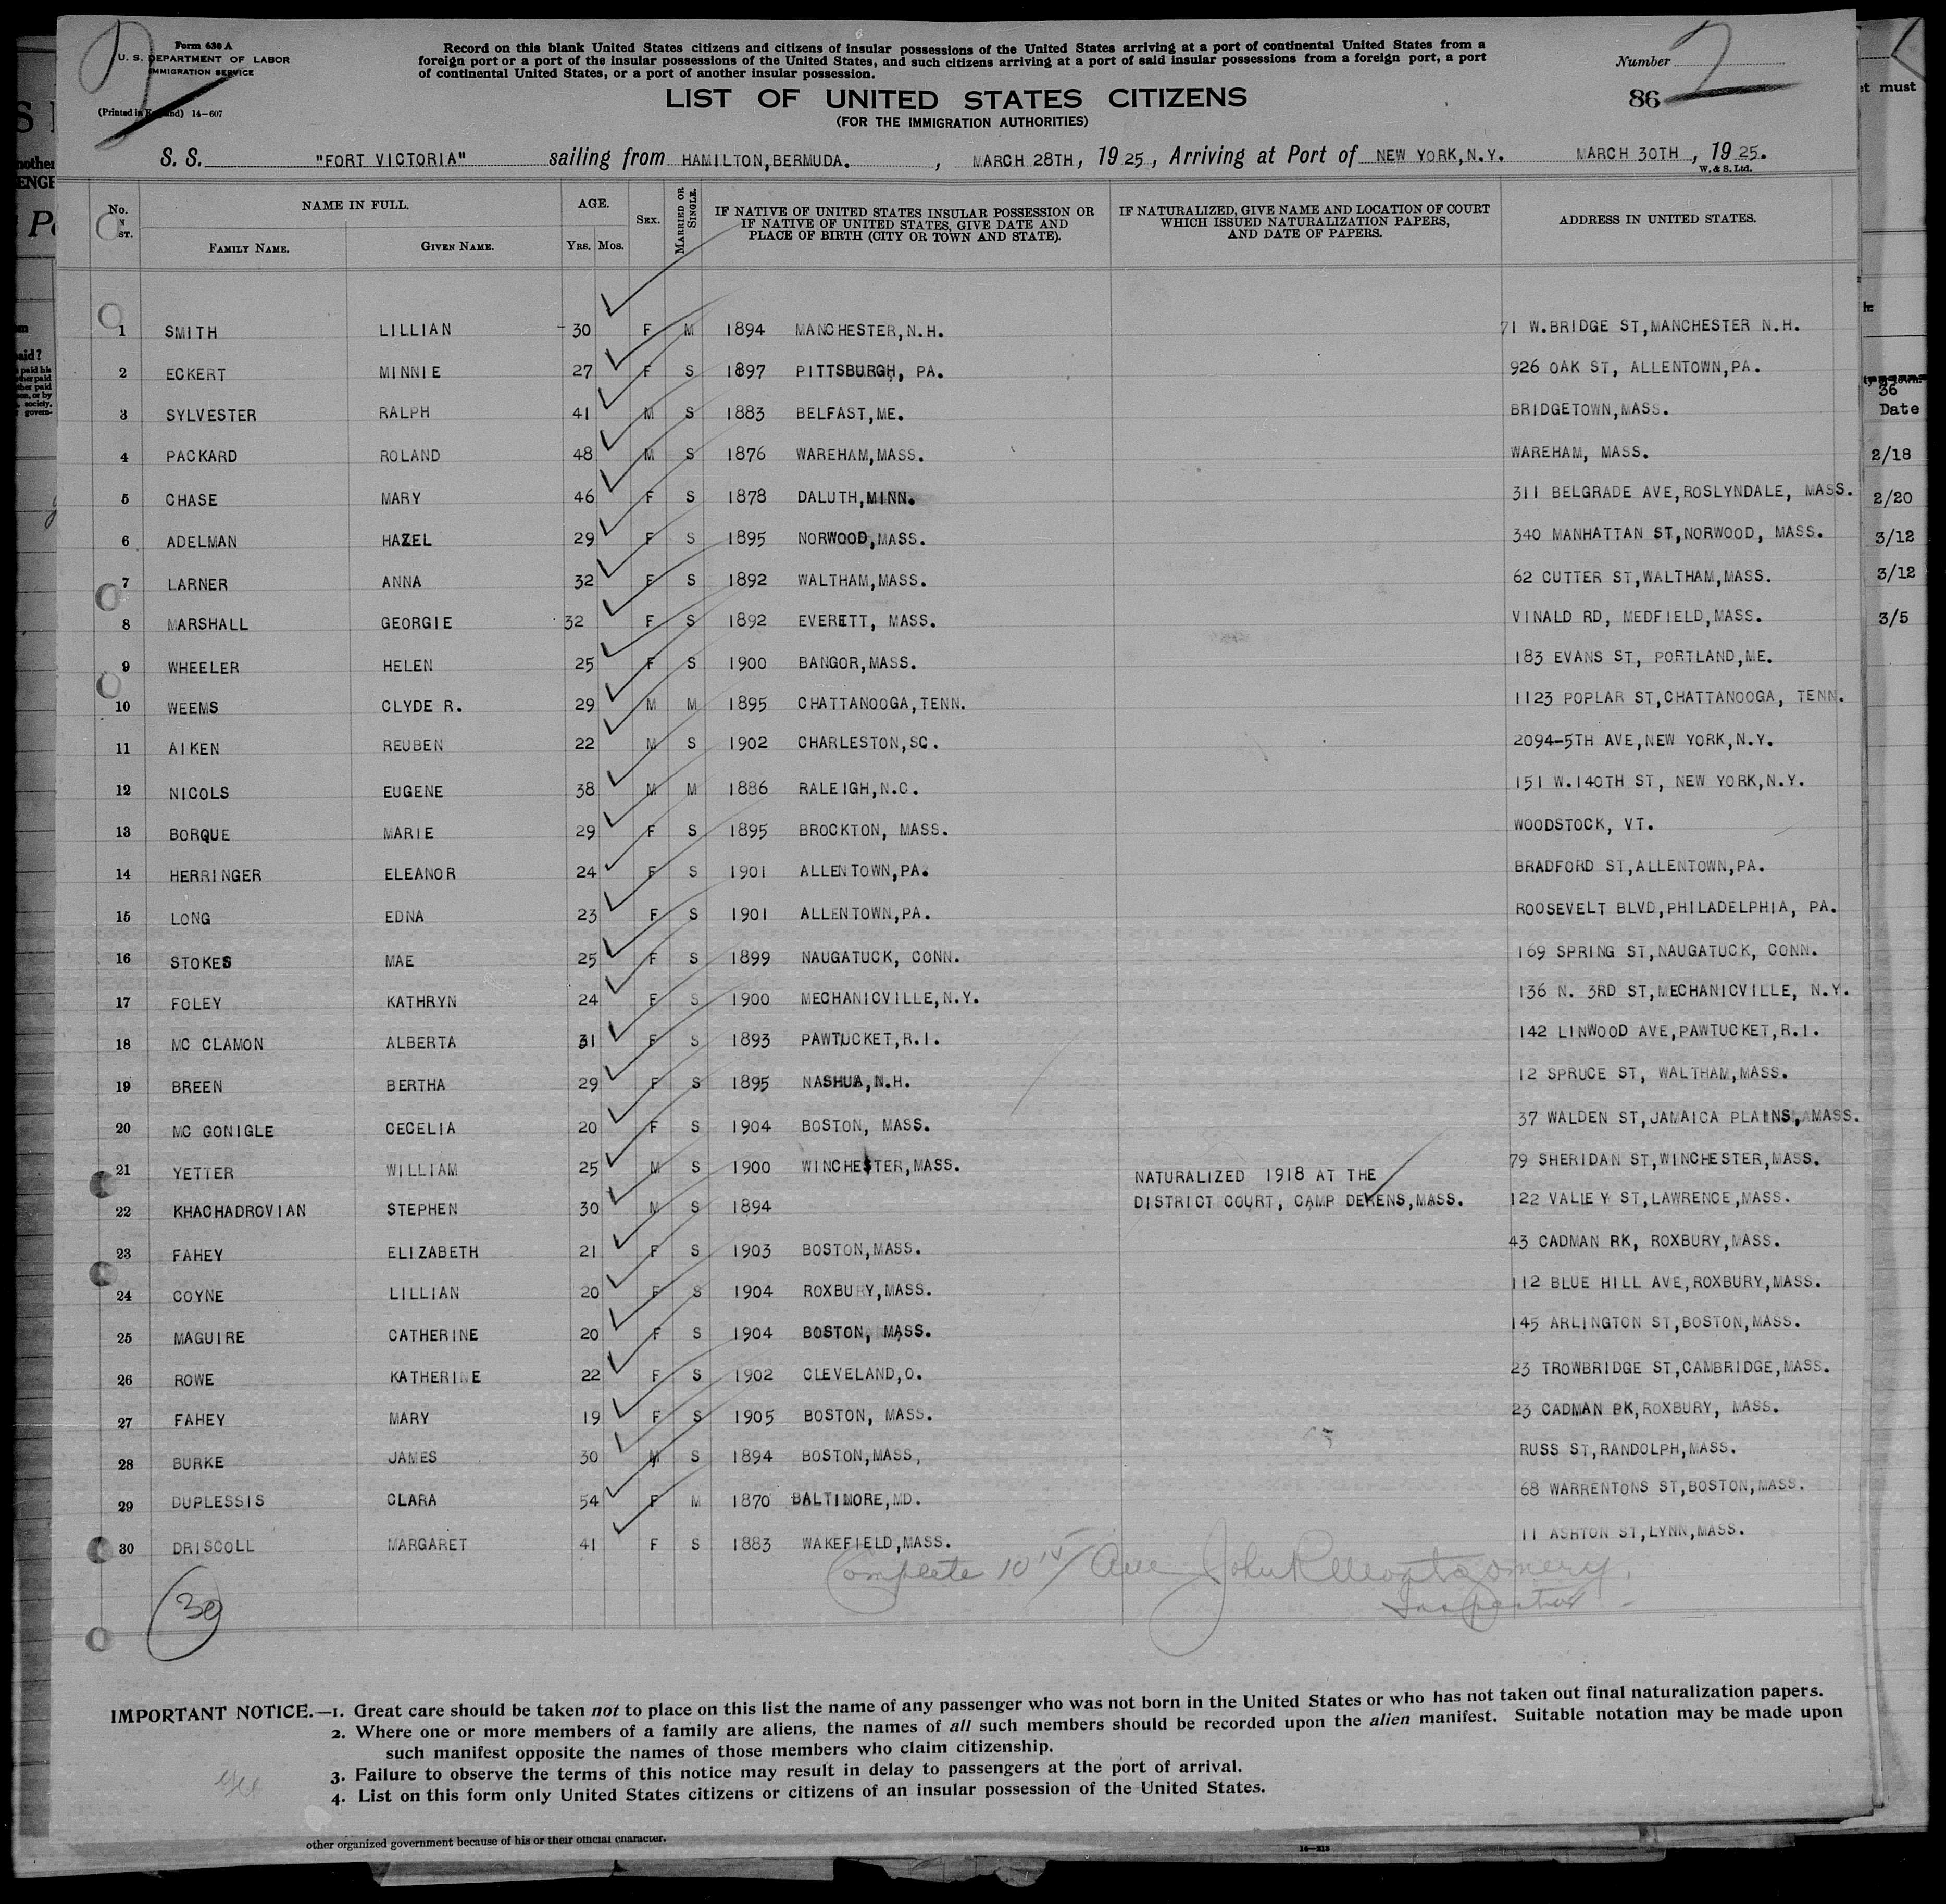 Form 630 A
U. S. DEPARTMENT OF LABOR
IMMIGRATION SERVICE
(Printed in England) 14-607
Record on this blank United States citizens and citizens of insular possessions of the United States arriving at a port of continental United States from a
foreign port or a port of the insular possessions of the United States, and such citizens arriving at a port of said insular possessions from a foreign port, a port
of continental United States, or a port of another insular possession.
Number 2
86
LIST OF UNITED STATES CITIZENS
(FOR THE IMMIGRATION AUTHORITIES)
S. S. "FORT VICTORIA" sailing from HAMILTON, BERMUDA. , MARCH 28TH, 1925, Arriving at Port of NEW YORK, N.Y. MARCH 30TH, 1925.
W. & S. Ltd.
No. ST. NAME IN FULL. AGE. SEX. MARRIED OR SINGLE. IF NATIVE OF UNITED STATES INSULAR POSSESSION OR IF NATIVE OF UNITED STATES, GIVE DATE AND PLACE OF BIRTH (CITY OR TOWN AND STATE). IF NATURALIZED, GIVE NAME AND LOCATION OF COURT WHICH ISSUED NATURALIZATION PAPERS, AND DATE OF PAPERS. ADDRESS IN UNITED STATES.
FAMILY NAME. GIVEN NAME. YRS. MOS.
1 SMITH LILLIAN 30 F M 1894 MANCHESTER, N.H. 71 W. BRIDGE ST, MANCHESTER N.H.
2 ECKERT MINNIE 27 F S 1897 PITTSBURGH, PA. 926 OAK ST, ALLENTOWN, PA.
3 SYLVESTER RALPH 41 M S 1883 BELFAST, ME. BRIDGETOWN, MASS.
4 PACKARD ROLAND 48 M S 1876 WAREHAM, MASS. WAREHAM, MASS.
5 CHASE MARY 46 F S 1878 DALUTH, MINN. 311 BELGRADE AVE, ROSLYNDALE, MASS.
6 ADELMAN HAZEL 29 F S 1895 NORWOOD, MASS. 340 MANHATTAN ST, NORWOOD, MASS.
7 LARNER ANNA 32 F S 1892 WALTHAM, MASS. 62 CUTTER ST, WALTHAM, MASS.
8 MARSHALL GEORGIE 32 F S 1892 EVERETT, MASS. VINALD RD, MEDFIELD, MASS.
9 WHEELER HELEN 25 F S 1900 BANGOR, MASS. 183 EVANS ST, PORTLAND, ME.
10 WEEMS CLYDE R. 29 M M 1895 CHATTANOOGA, TENN. 1123 POPLAR ST, CHATTANOOGA, TENN.
11 AIKEN REUBEN 22 M S 1902 CHARLESTON, SC. 2094-5TH AVE, NEW YORK, N.Y.
12 NICOLS EUGENE 38 M M 1886 RALEIGH, N.C. 151 W. 140TH ST, NEW YORK, N.Y.
13 BORQUE MARIE 29 F S 1895 BROCKTON, MASS. WOODSTOCK, VT.
14 HERRINGER ELEANOR 24 F S 1901 ALLENTOWN, PA. BRADFORD ST, ALLENTOWN, PA.
15 LONG EDNA 23 F S 1901 ALLENTOWN, PA. ROOSEVELT BLVD, PHILADELPHIA, PA.
16 STOKES MAE 25 F S 1899 NAUGATUCK, CONN. 169 SPRING ST, NAUGATUCK, CONN.
17 FOLEY KATHRYN 24 F S 1900 MECHANICVILLE, N.Y. 136 N. 3RD ST, MECHANICVILLE, N.Y.
18 MC CLAMON ALBERTA 31 F S 1893 PAWTUCKET, R.I. 142 LINWOOD AVE, PAWTUCKET, R.I.
19 BREEN BERTHA 29 F S 1895 NASHUA, N.H. 12 SPRUCE ST, WALTHAM, MASS.
20 MC GONIGLE CECELIA 20 F S 1904 BOSTON, MASS. 37 WALDEN ST, JAMAICA PLAINS, MASS.
21 YETTER WILLIAM 25 M S 1900 WINCHESTER, MASS. 79 SHERIDAN ST, WINCHESTER, MASS.
22 KHACHADROVIAN STEPHEN 30 M S 1894 NATURALIZED 1918 AT THE DISTRICT COURT, CAMP DEKENS, MASS. 122 VALLEY ST, LAWRENCE, MASS.
23 FAHEY ELIZABETH 21 F S 1903 BOSTON, MASS. 43 CADMAN RK, ROXBURY, MASS.
24 COYNE LILLIAN 20 F S 1904 ROXBURY, MASS. 112 BLUE HILL AVE, ROXBURY, MASS.
25 MAGUIRE CATHERINE 20 F S 1904 BOSTON, MASS. 145 ARLINGTON ST, BOSTON, MASS.
26 ROWE KATHERINE 22 F S 1902 CLEVELAND, O. 23 TROWBRIDGE ST, CAMBRIDGE, MASS.
27 FAHEY MARY 19 F S 1905 BOSTON, MASS. 23 CADMAN PK, ROXBURY, MASS.
28 BURKE JAMES 30 M S 1894 BOSTON, MASS, RUSS ST, RANDOLPH, MASS.
29 DUPLESSIS CLARA 54 F M 1870 BALTIMORE, MD. 68 WARRENTONS ST, BOSTON, MASS.
30 DRISCOLL MARGARET 41 F S 1883 WAKEFIELD, MASS. 11 ASHTON ST, LYNN, MASS.
Complete 10 15/ Am John R Montgomery.
Inspector
30
IMPORTANT NOTICE.—1. Great care should be taken not to place on this list the name of any passenger who was not born in the United States or who has not taken out final naturalization papers.
2. Where one or more members of a family are aliens, the names of all such members should be recorded upon the alien manifest. Suitable notation may be made upon
such manifest opposite the names of those members who claim citizenship.
3. Failure to observe the terms of this notice may result in delay to passengers at the port of arrival.
4. List on this form only United States citizens or citizens of an insular possession of the United States.
other organized government because of his or their official character.
must
36
Date
2/18
2/20
3/12
3/12
3/5